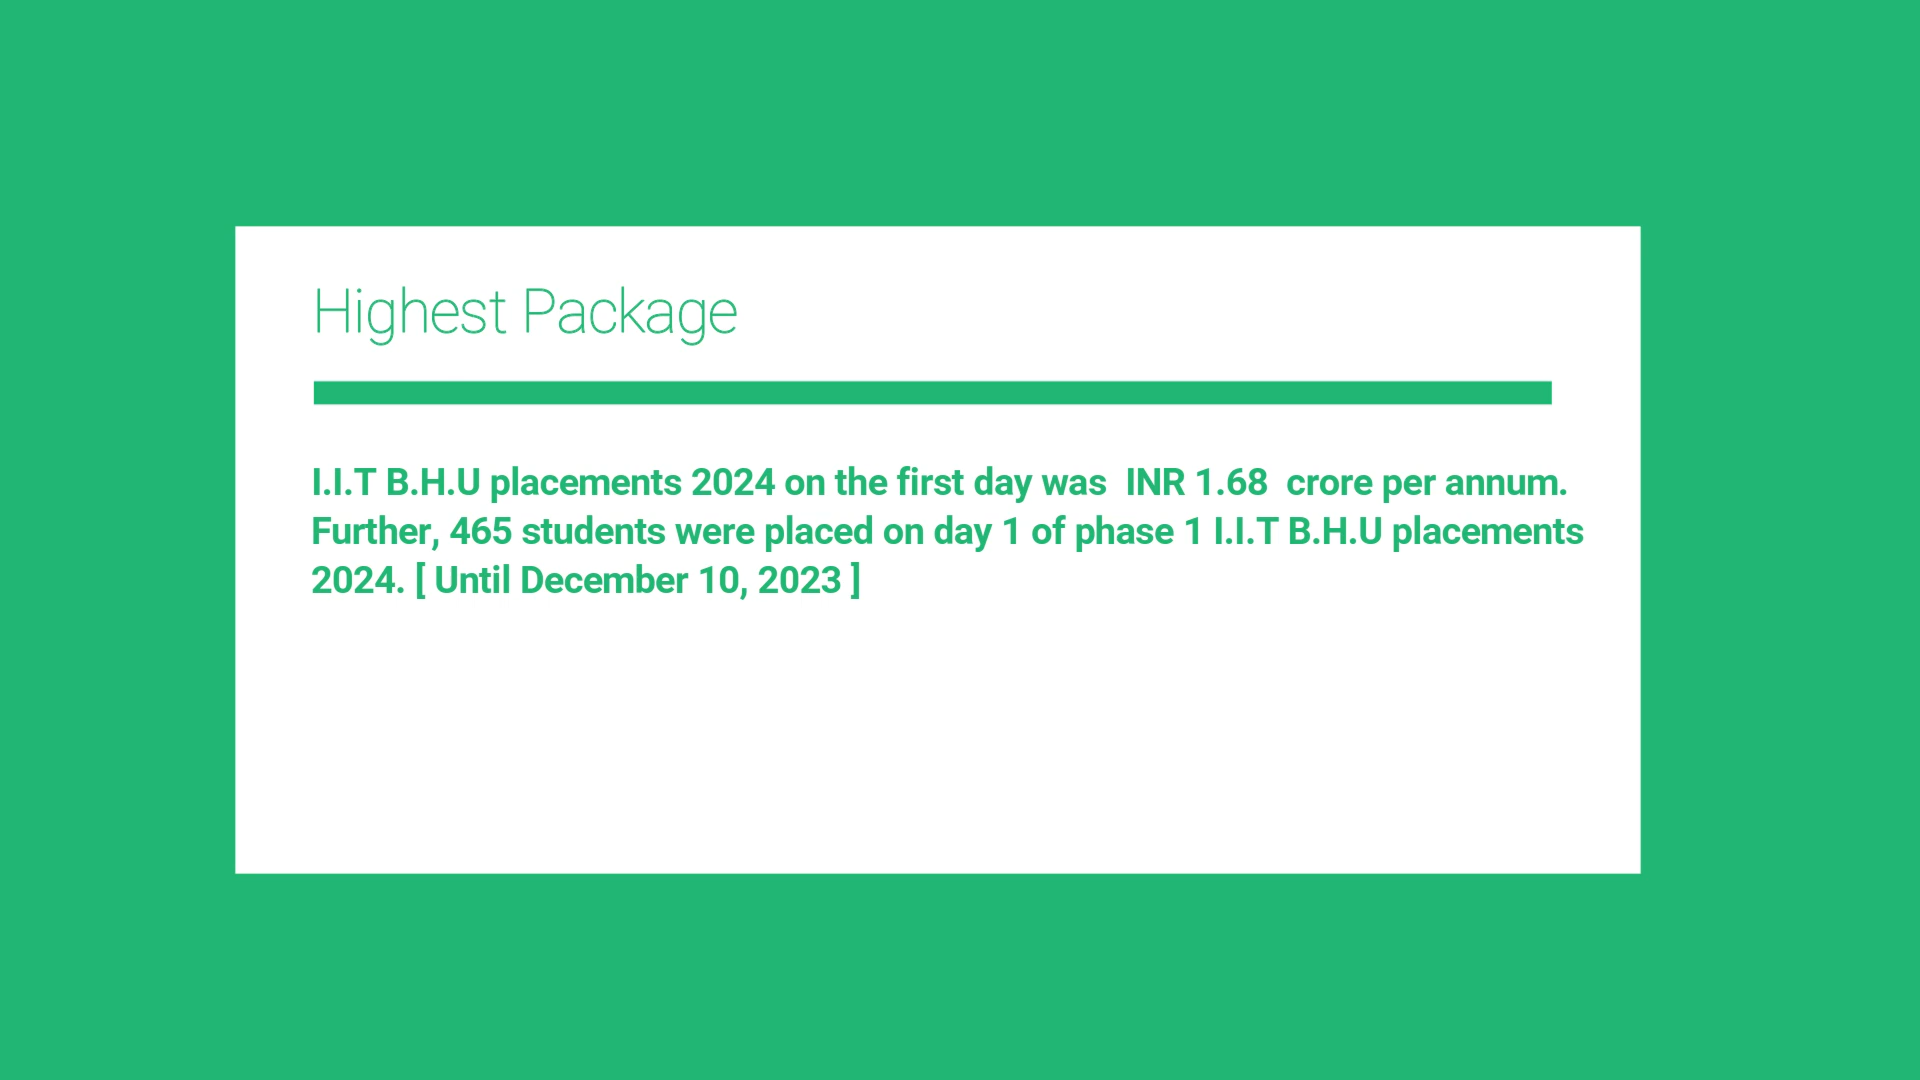 Highest Package
I.I.T B.H.U placements 2024 on the first day was  INR 1.68  crore per annum.
Further, 465 students were placed on day 1 of phase 1 I.I.T B.H.U placements
2024. [ Until December 10, 2023 ]